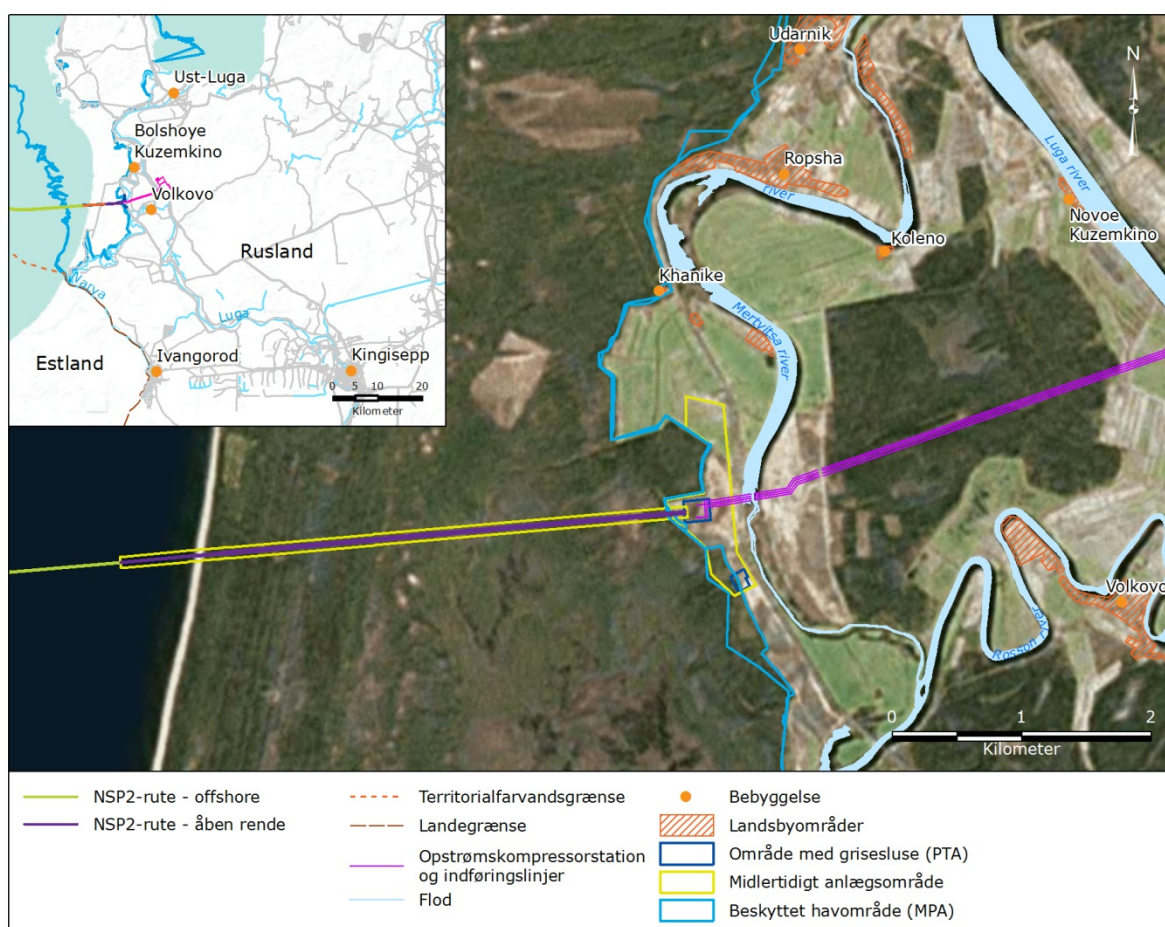 Ust-Luga
Bolshoye
Kuzemkino
Volkovo
Rusland
Narva
Luga
Estland
Ivangorod
Kingisepp
0 5 10 20
Kilometer
Udarnik
N
Ropsha
river
Luga river
Novoe
Kuzemkino
Koleno
Khanike
Mertvitsa river
Volkovo
Rosson river
0 1 2
Kilometer
NSP2-rute - offshore
NSP2-rute - åben rende
Territorialfarvandsgrænse
Landegrænse
Opstrømskompressorstation
og indføringslinjer
Flod
Bebyggelse
Landsbyområder
Område med grisesluse (PTA)
Midlertidigt anlægsområde
Beskyttet havområde (MPA)